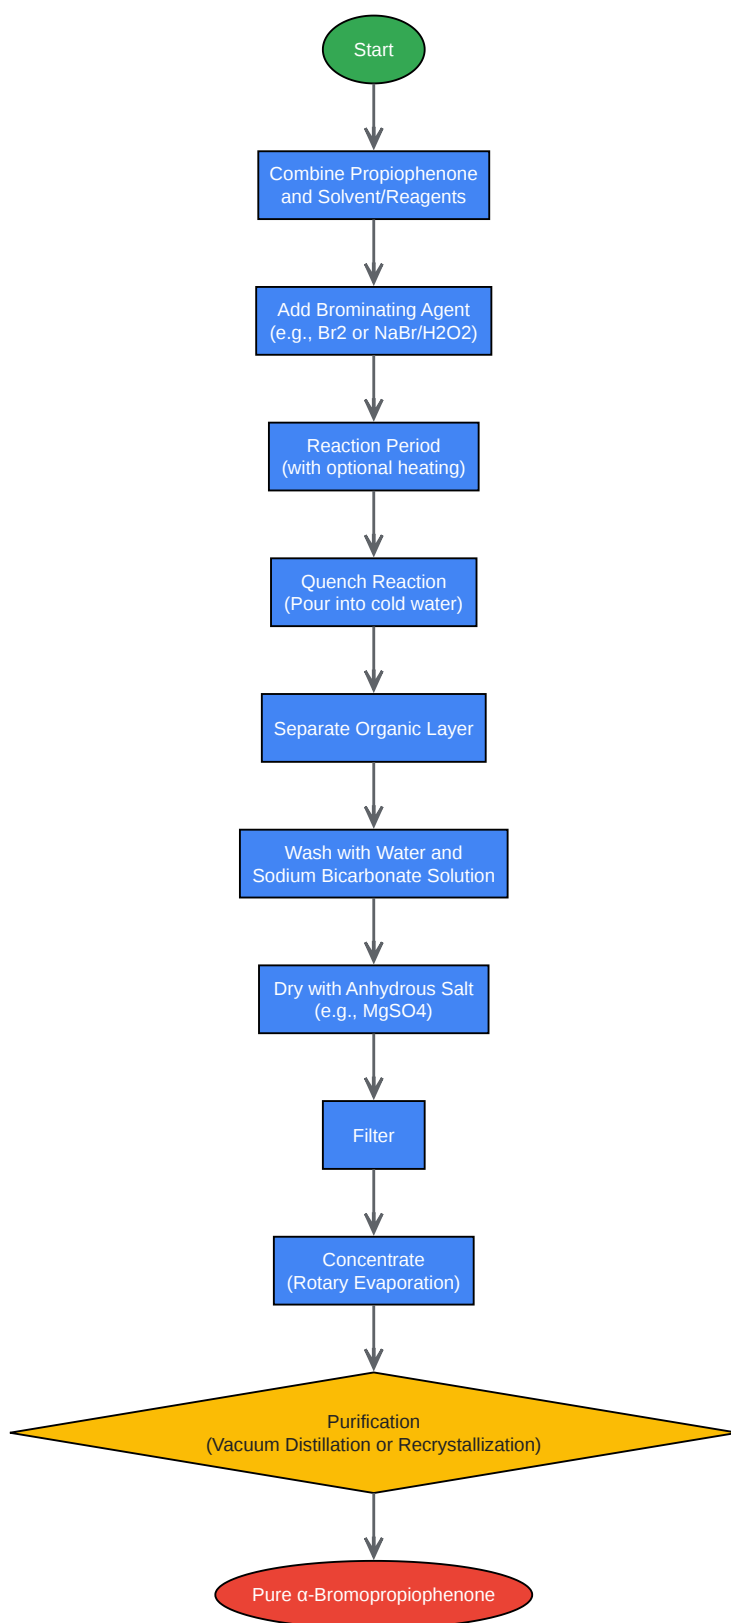 Start
Combine Propiophenone
and Solvent/Reagents
Add Brominating Agent
(e.g., Br2 or NaBr/H2O2)
Reaction Period
(with optional heating)
Quench Reaction
(Pour into cold water)
Separate Organic Layer
Wash with Water and
Sodium Bicarbonate Solution
Dry with Anhydrous Salt
(e.g., MgSO4)
Filter
Concentrate
(Rotary Evaporation)
Purification
(Vacuum Distillation or Recrystallization)
Pure α-Bromopropiophenone